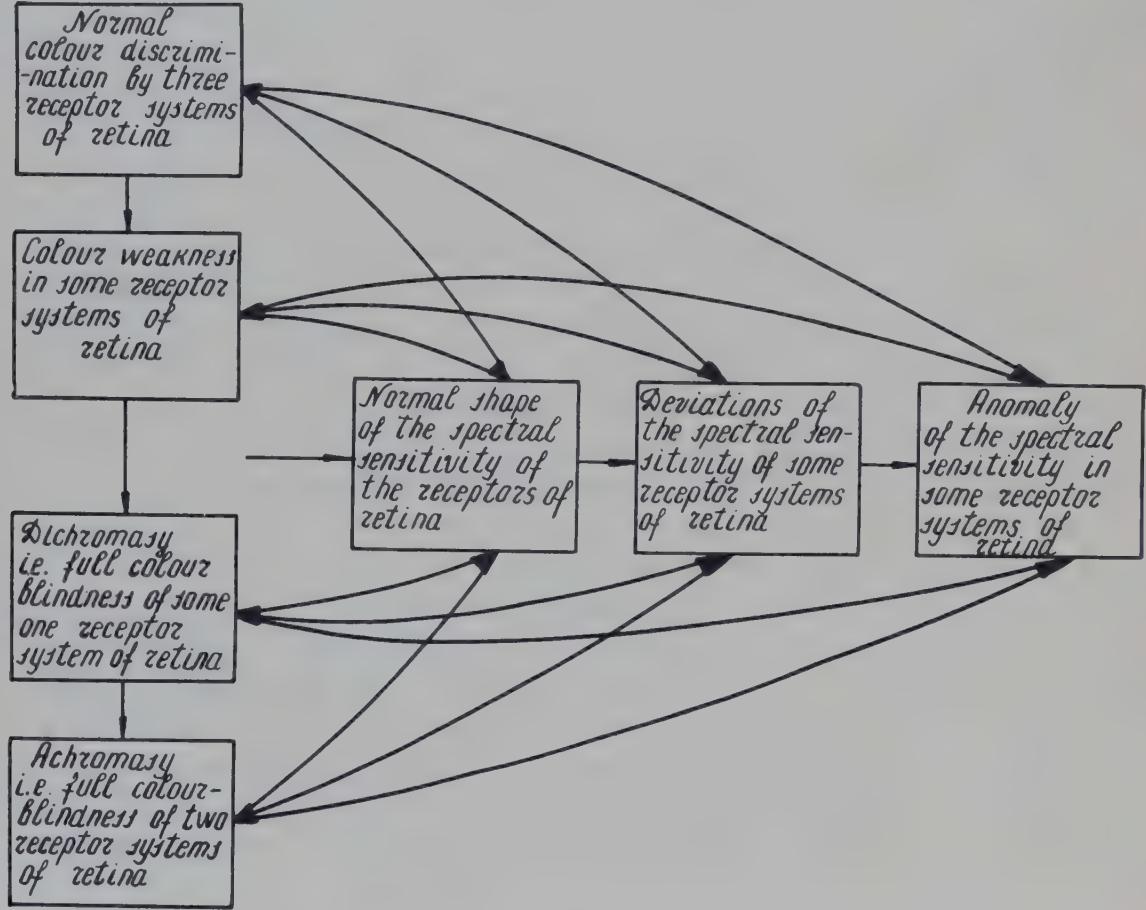 Normal
colour discrimi-
-nation by three
receptor systems
of retina
Colour weakness
in some receptor
systems of
retina
Normal shape
of the spectral
sensitivity of
the receptors of
retina
Deviations of
the spectral sen-
sitivity of some
receptor systems
of retina
Anomaly
of the spectral
sensitivity in
some receptor
systems of
retina
Dichromasy
i.e. full colour
blindness of some
one receptor
system of retina
Achromasy
i.e. full colour-
blindness of two
receptor systems
of retina